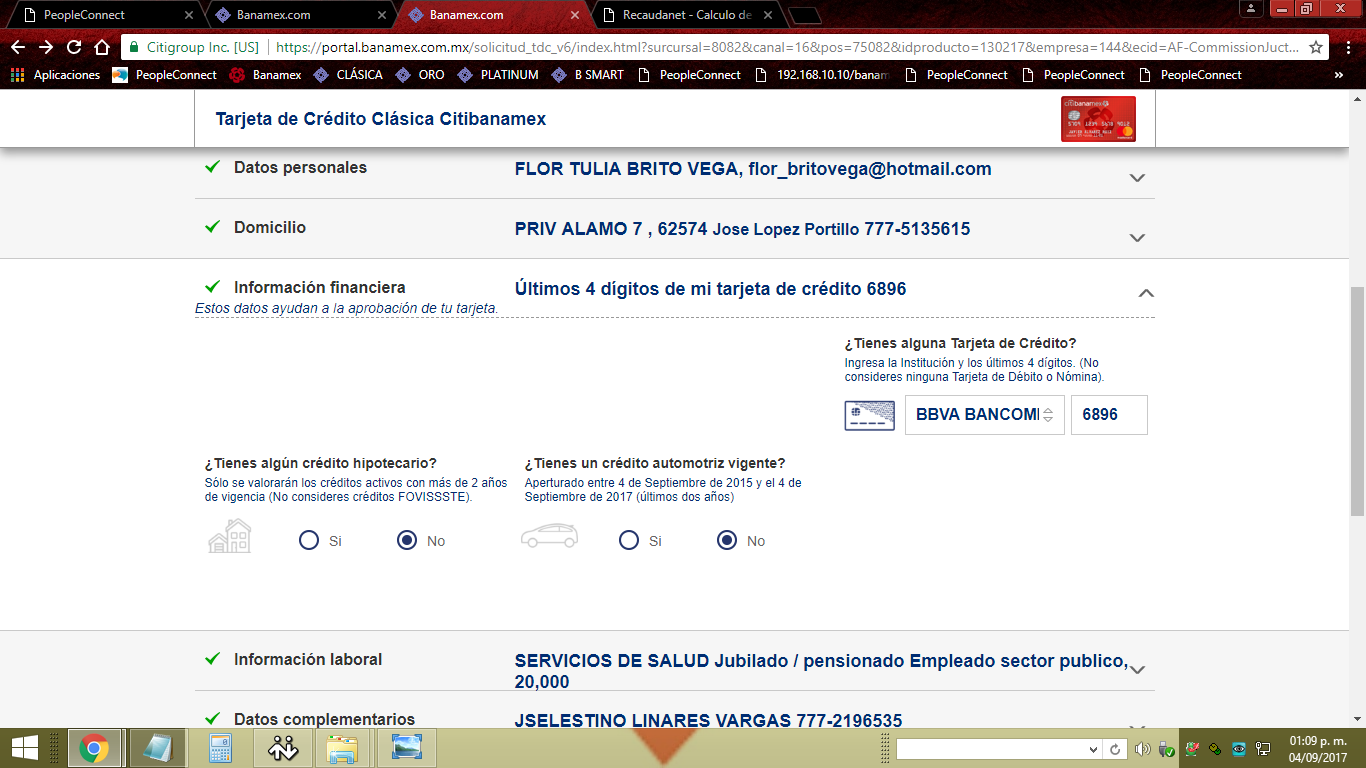 PeopleConnect
Banamex.com
Banamex.com
Recaudanet - Calculo de
Citigroup Inc. [US] https://portal.banamex.com.mx/solicitud_tdc_v6/index.html?sursursal=8082&canal=16&pos=75082&idproducto=130217&empresa=144&ecid=AF-CommissionJuct...
Aplicaciones PeopleConnect Banamex CLÁSICA ORO PLATINUM B SMART PeopleConnect 192.168.10.10/banam PeopleConnect PeopleConnect PeopleConnect »
Tarjeta de Crédito Clásica Citibanamex
citibanamex
Datos personales FLOR TULIA BRITO VEGA, flor_britovega@hotmail.com
Domicilio PRIV ALAMO 7 , 62574 Jose Lopez Portillo 777-5135615
Información financiera Últimos 4 dígitos de mi tarjeta de crédito 6896
Estos datos ayudan a la aprobación de tu tarjeta.
¿Tienes alguna Tarjeta de Crédito?
Ingresa la Institución y los últimos 4 dígitos. (No
consideres ninguna Tarjeta de Débito o Nómina).
BBVA BANCOM 6896
¿Tienes algún crédito hipotecario?
Sólo se valorarán los créditos activos con más de 2 años
de vigencia (No consideres créditos FOVISSSTE).
Si No
¿Tienes un crédito automotriz vigente?
Aperturado entre 4 de Septiembre de 2015 y el 4 de
Septiembre de 2017 (últimos dos años)
Si No
Información laboral SERVICIOS DE SALUD Jubilado / pensionado Empleado sector publico,
20,000
Datos complementarios JSELESTINO LINARES VARGAS 777-2196535
01:09 p. m.
04/09/2017